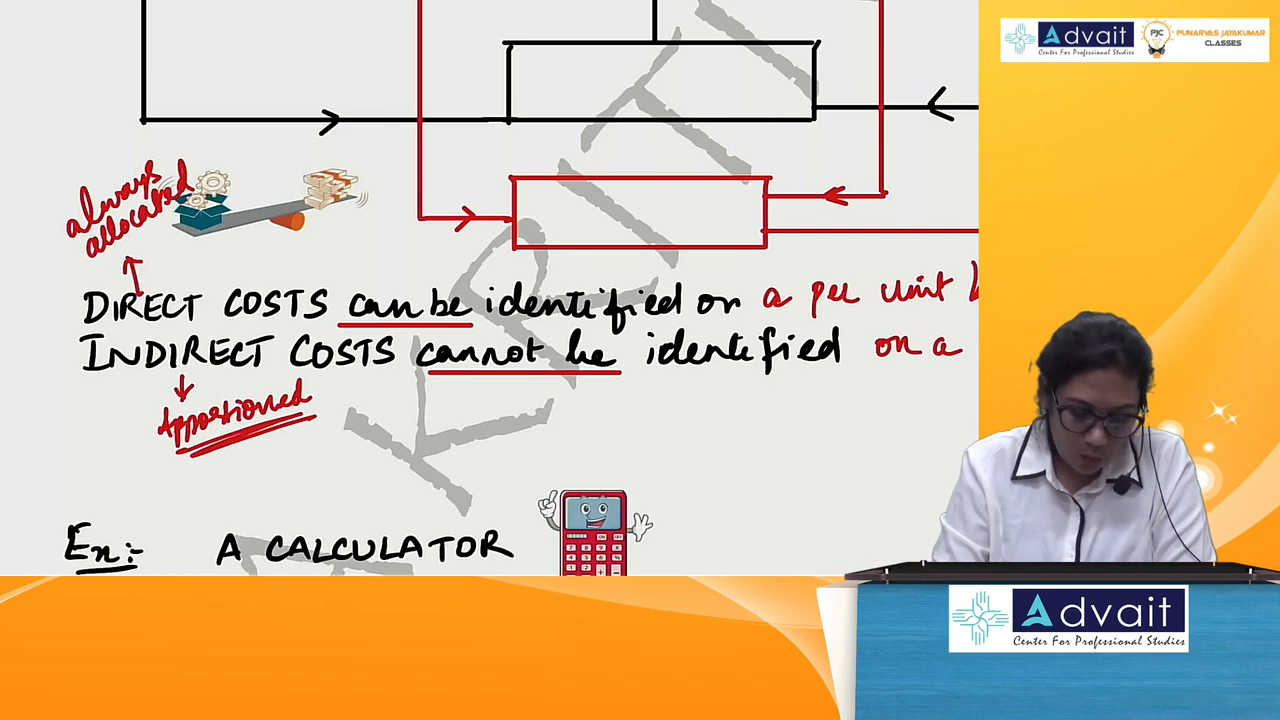 Advait
Center For Professional Studies
PJC
PUNARVAS JAYAKUMAR
CLASSES
always
allocated
DIRECT COSTS can be identified on a per unit
INDIRECT COSTS cannot be identified on a
Apportioned
KRITI
Ex:- A CALCULATOR
Advait
Center For Professional Studies